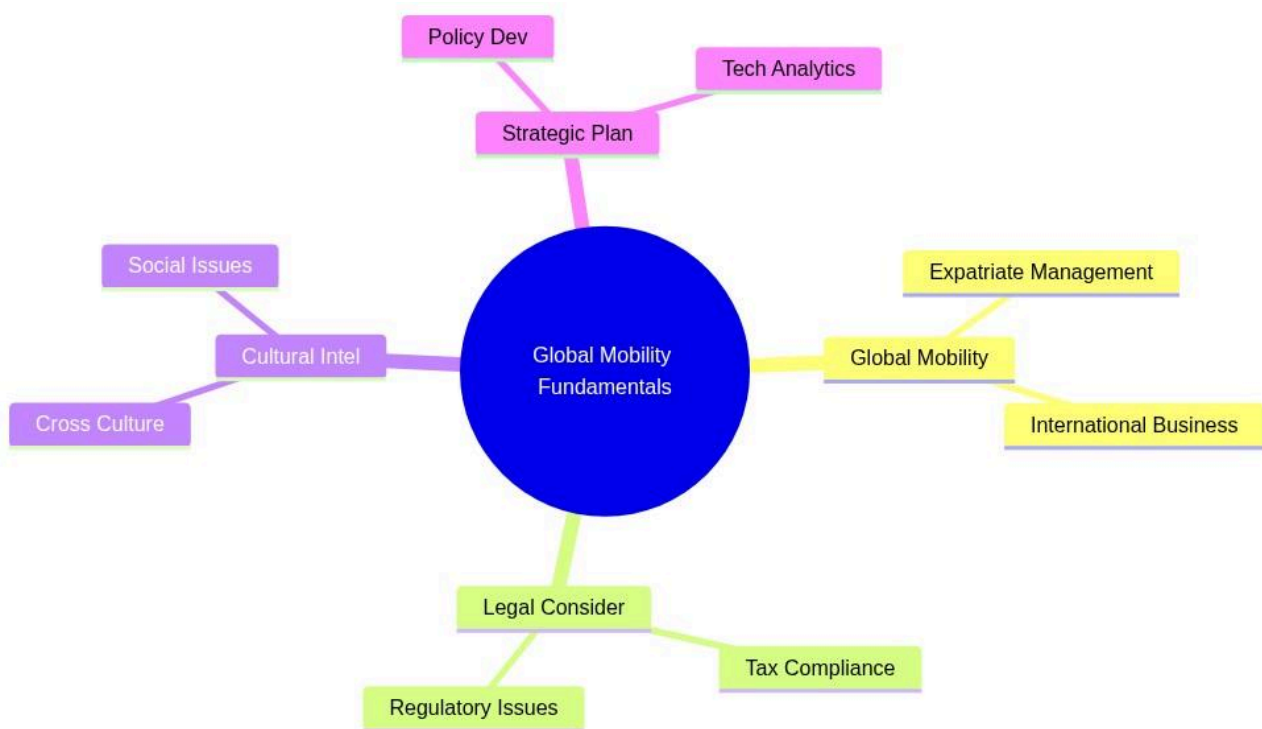 Policy Dev
Tech Analytics
Strategic Plan
Social Issues
Expatriate Management
Cultural Intel
Global Mobility
Fundamentals
Global Mobility
Cross Culture
International Business
Legal Consider
Tax Compliance
Regulatory Issues